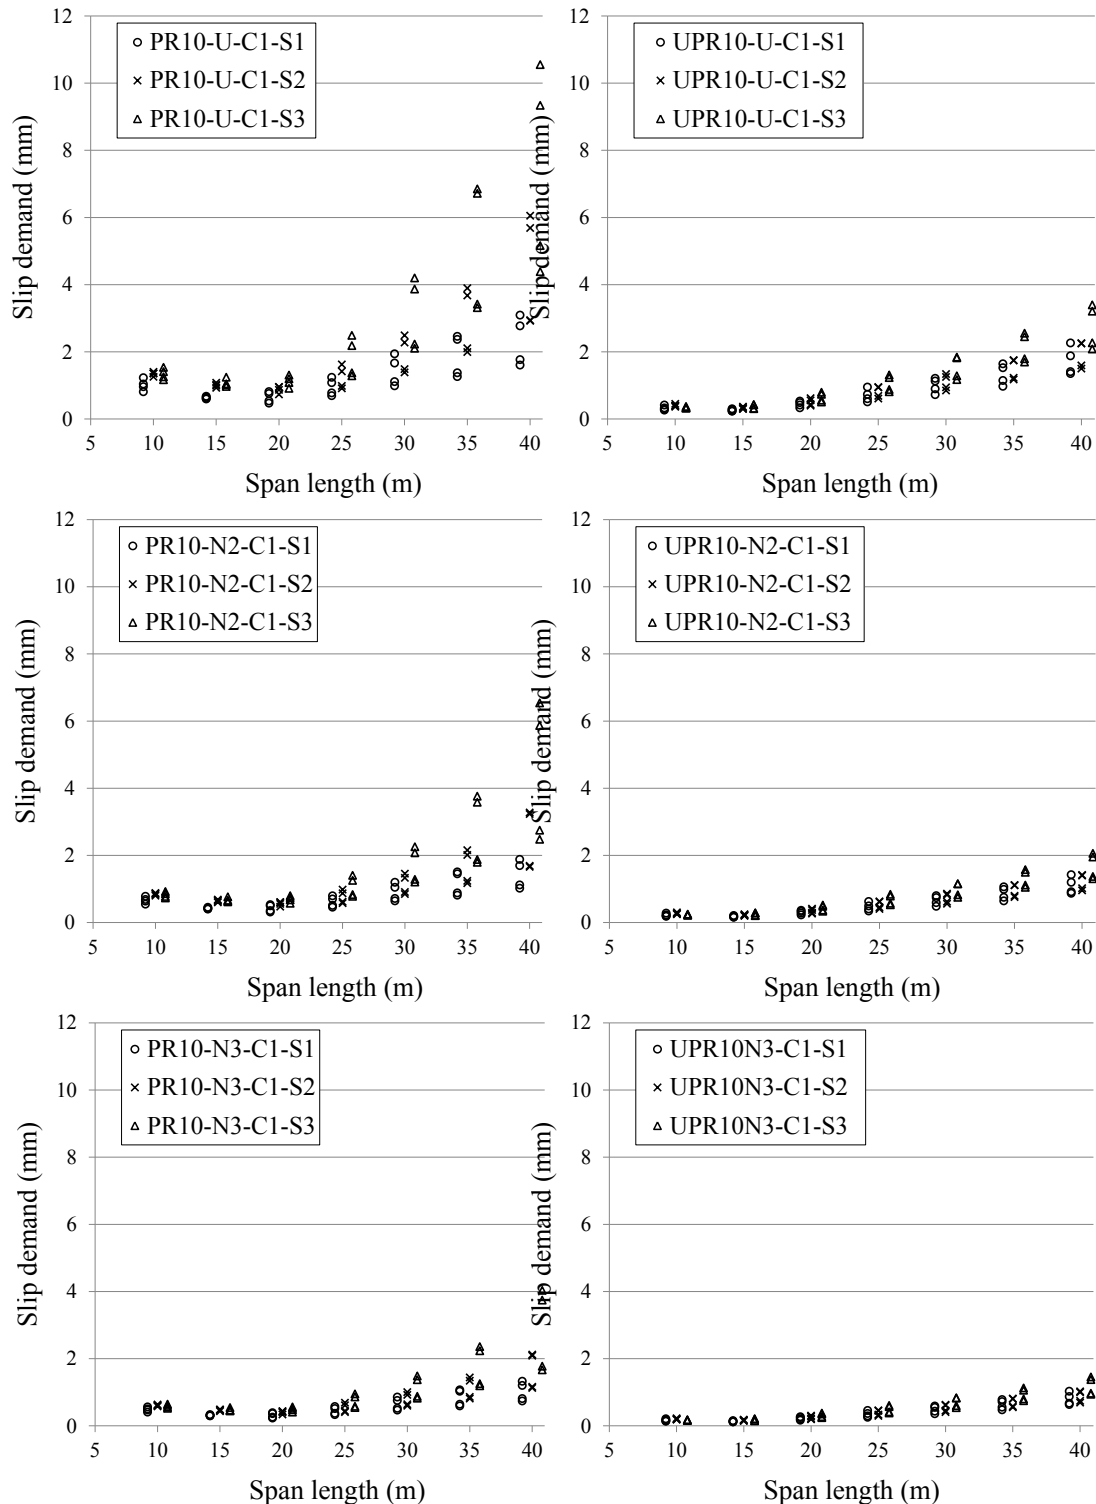 12
10
8
6
4
2
0
5 10 15 20 25 30 35 40
Slip demand (mm)
Span length (m)
PR10-U-C1-S1
PR10-U-C1-S2
PR10-U-C1-S3
12
10
8
6
4
2
0
5 10 15 20 25 30 35 40
Slip demand (mm)
Span length (m)
UPR10-U-C1-S1
UPR10-U-C1-S2
UPR10-U-C1-S3
12
10
8
6
4
2
0
5 10 15 20 25 30 35 40
Slip demand (mm)
Span length (m)
PR10-N2-C1-S1
PR10-N2-C1-S2
PR10-N2-C1-S3
12
10
8
6
4
2
0
5 10 15 20 25 30 35 40
Slip demand (mm)
Span length (m)
UPR10-N2-C1-S1
UPR10-N2-C1-S2
UPR10-N2-C1-S3
12
10
8
6
4
2
0
5 10 15 20 25 30 35 40
Slip demand (mm)
Span length (m)
PR10-N3-C1-S1
PR10-N3-C1-S2
PR10-N3-C1-S3
12
10
8
6
4
2
0
5 10 15 20 25 30 35 40
Slip demand (mm)
Span length (m)
UPR10N3-C1-S1
UPR10N3-C1-S2
UPR10N3-C1-S3